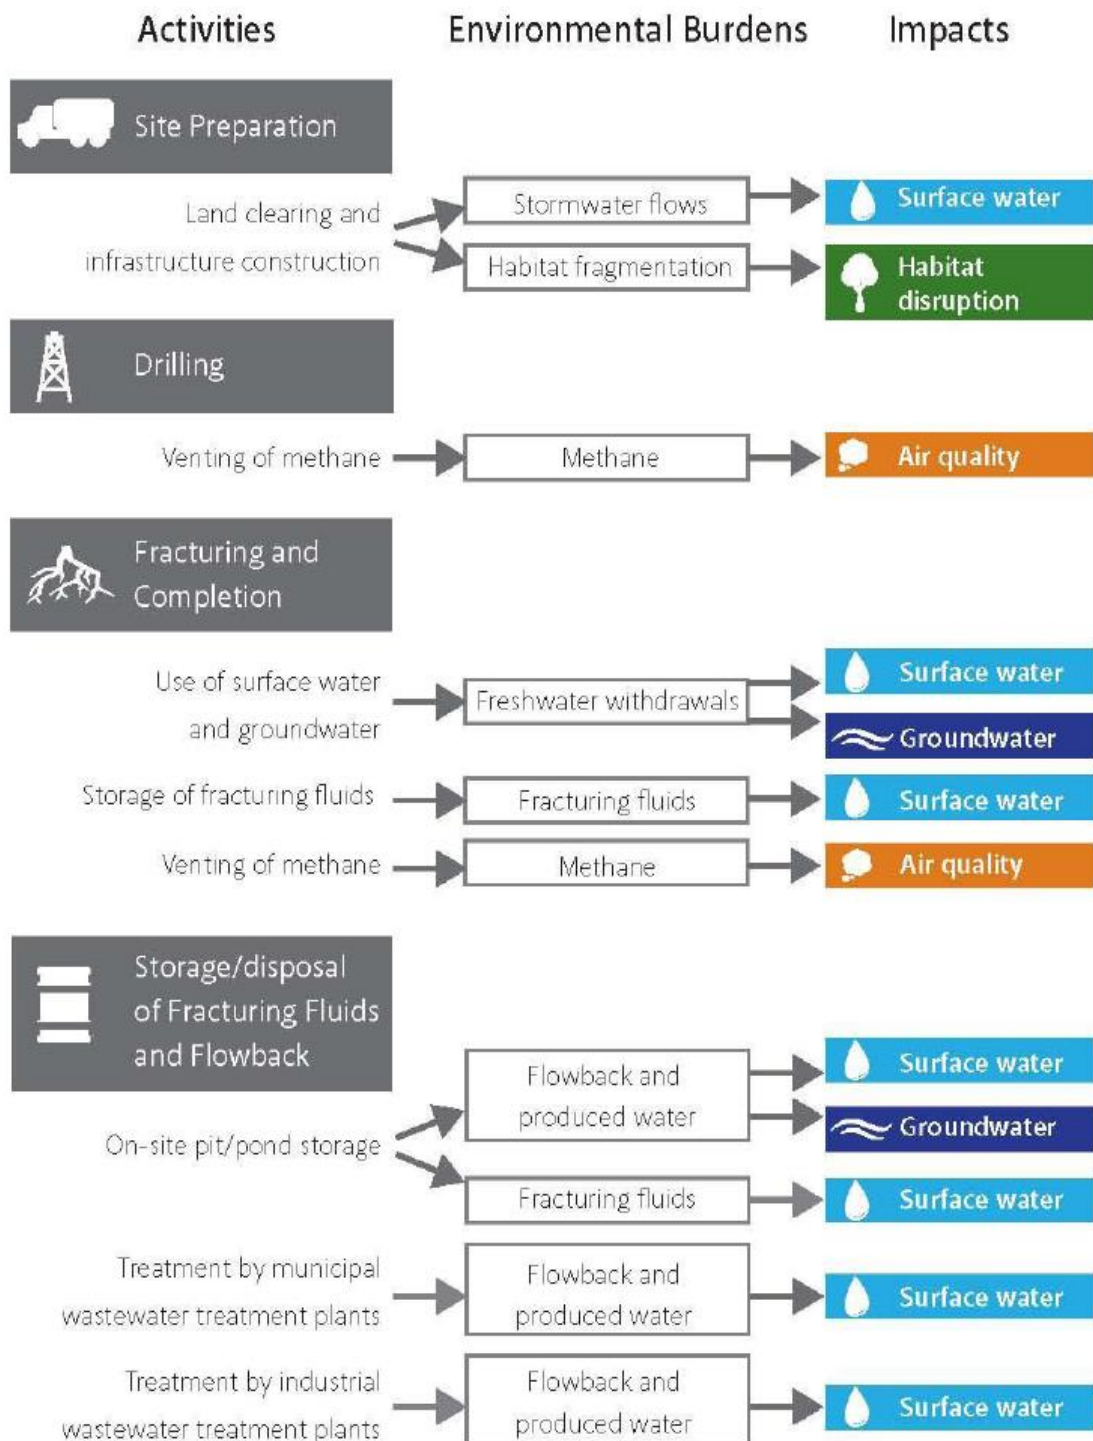 Activities
Environmental Burdens
Impacts
Site Preparation
Land clearing and
infrastructure construction
Stormwater flows
Surface water
Habitat fragmentation
Habitat
disruption
Drilling
Venting of methane
Methane
Air quality
Fracturing and
Completion
Use of surface water
and groundwater
Freshwater withdrawals
Surface water
Groundwater
Storage of fracturing fluids
Fracturing fluids
Surface water
Venting of methane
Methane
Air quality
Storage/disposal
of Fracturing Fluids
and Flowback
On-site pit/pond storage
Flowback and
produced water
Surface water
Groundwater
Fracturing fluids
Surface water
Treatment by municipal
wastewater treatment plants
Flowback and
produced water
Surface water
Treatment by industrial
wastewater treatment plants
Flowback and
produced water
Surface water